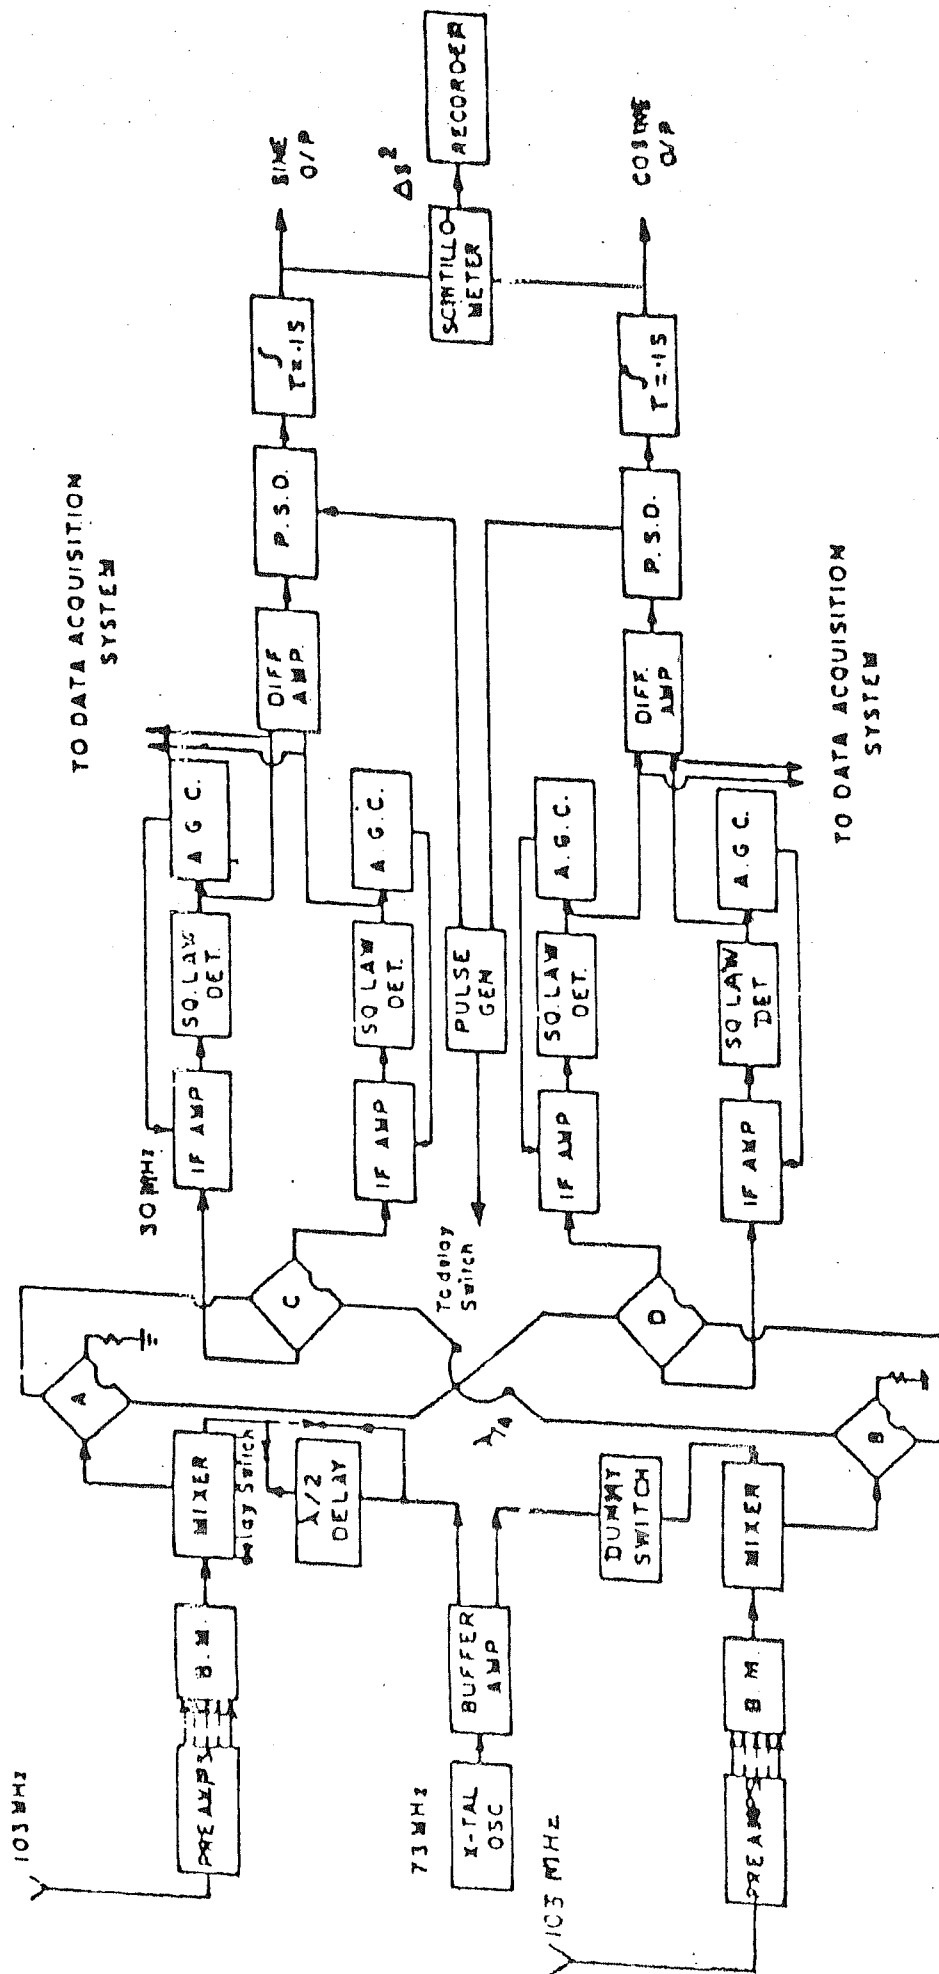 103 MHZ
PREAMPS
B.M.
MIXER
Delay Switch
λ/2
DELAY
A
30 MHZ
IF AMP
SQ.LAW
DET.
A G C.
TO DATA ACQUISITION
SYSTEM
DIFF
AMP.
P.S.D.
∫
T=.1S
SINE
O/P
C
IF AMP
SQ LAW
DET.
A.G.C.
73 MHZ
X-TAL
OSC
BUFFER
AMP
To delay
Switch
PULSE
GEN
SCINTILLO
METER
ΔS²
RECORDER
λ/4
DUMMY
SWITCH
D
IF AMP
SQ.LAW
DET.
A.G.C.
DIFF.
AMP
P.S.D.
∫
T=.1S
COSINE
O/P
103 MHZ
PREAMPS
B M.
MIXER
B
IF AMP
SQ LAW
DET
A.G.C.
TO DATA ACQUISITION
SYSTEM